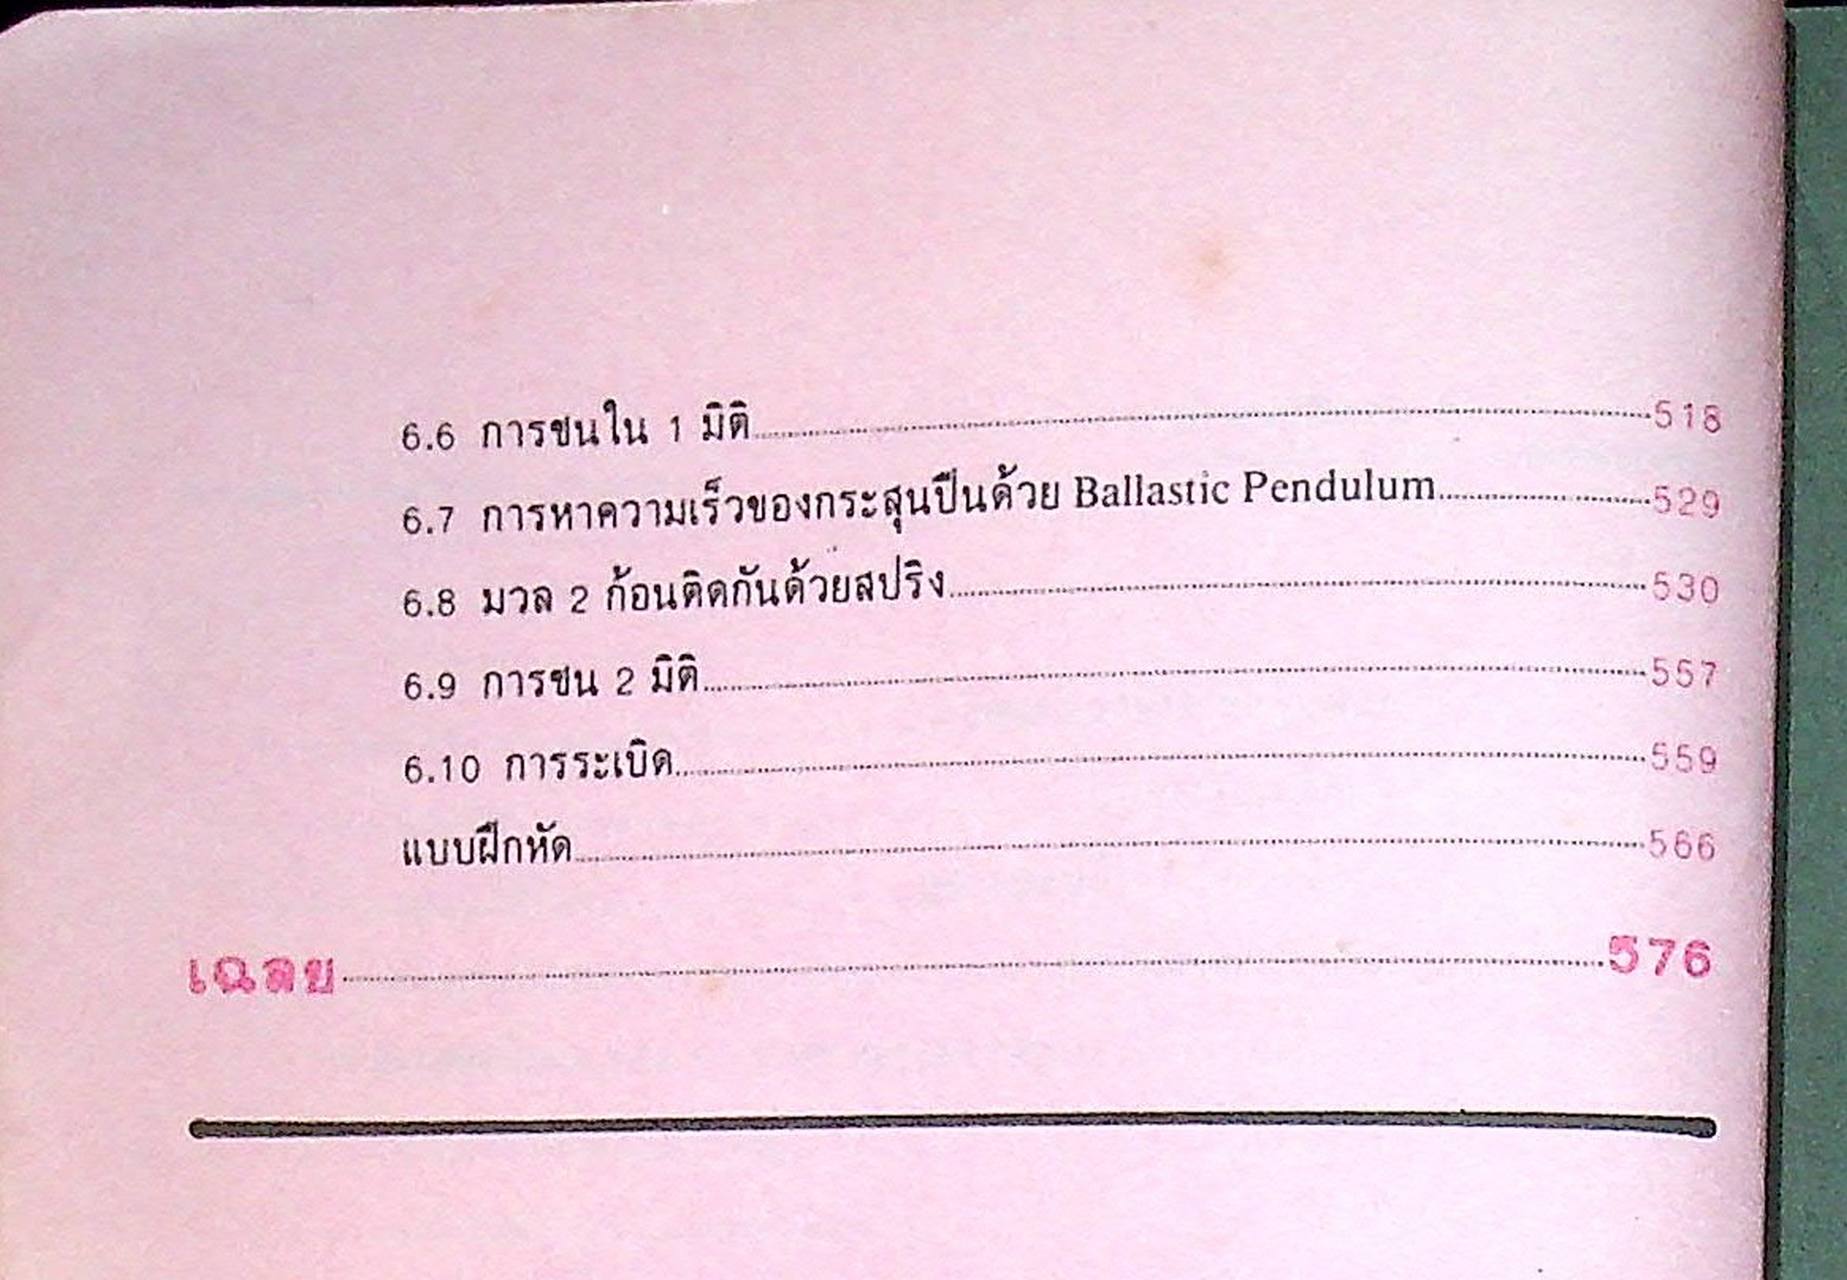 6.6 การชนใน 1 มิติ 518
6.7 การหาความเร็วของกระสุนปืนด้วย Ballastic Pendulum 529
6.8 มวล 2 ก้อนติดกันด้วยสปริง 530
6.9 การชน 2 มิติ 557
6.10 การระเบิด 559
แบบฝึกหัด 566
เฉลย 576